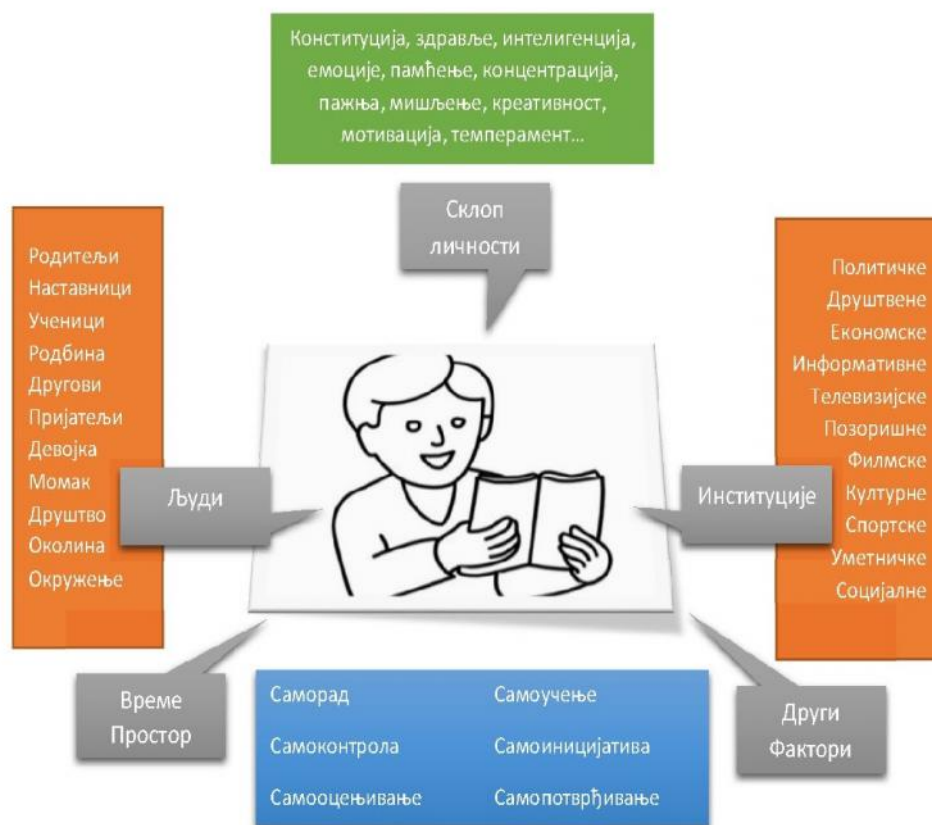 Конституција, здравље, интелигенција,
емоције, памћење, концентрација,
пажња, мишљење, креативност,
мотивација, темперамент...
Склоп
личности
Родитељи
Наставници
Ученици
Родбина
Другови
Пријатељи
Девојка
Момак
Друштво
Околина
Окружење
Људи
Политичке
Друштвене
Економске
Информативне
Телевизијске
Позоришне
Филмске
Културне
Спортске
Уметничке
Социјалне
Институције
Време
Простор
Саморад
Самоучење
Самоконтрола
Самоиницијатива
Самооцењивање
Самопотврђивање
Други
Фактори